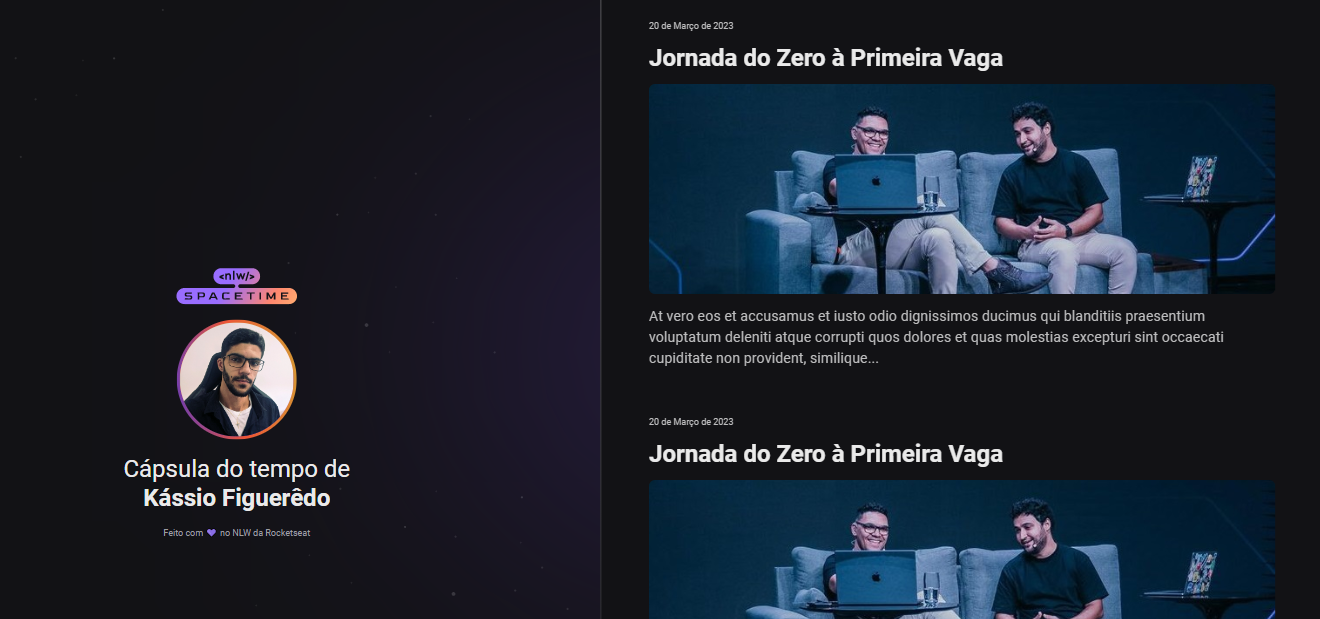 <nlw/>
SPACETIME
Cápsula do tempo de
Kássio Figuerêdo
Feito com 💜 no NLW da Rocketseat
20 de Março de 2023
Jornada do Zero à Primeira Vaga
At vero eos et accusamus et iusto odio dignissimos ducimus qui blanditiis praesentium
voluptatum deleniti atque corrupti quos dolores et quas molestias excepturi sint occaecati
cupiditate non provident, similique...
20 de Março de 2023
Jornada do Zero à Primeira Vaga